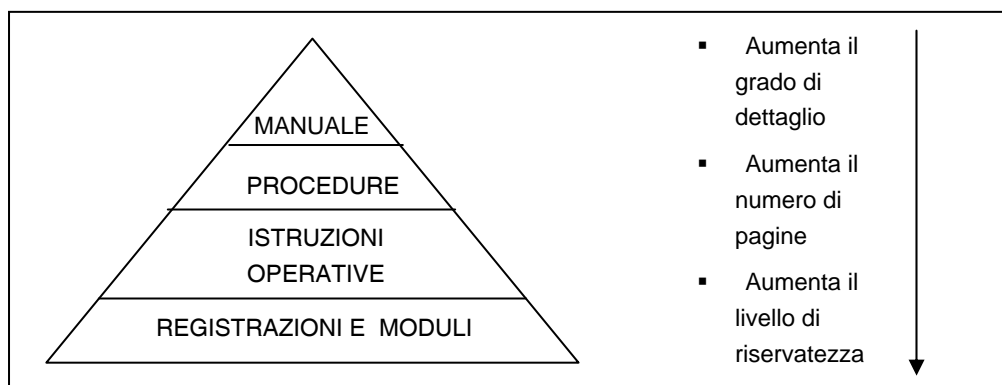 MANUALE
PROCEDURE
ISTRUZIONI
OPERATIVE
REGISTRAZIONI E MODULI
▪ Aumenta il
grado di
dettaglio
▪ Aumenta il
numero di
pagine
▪ Aumenta il
livello di
riservatezza